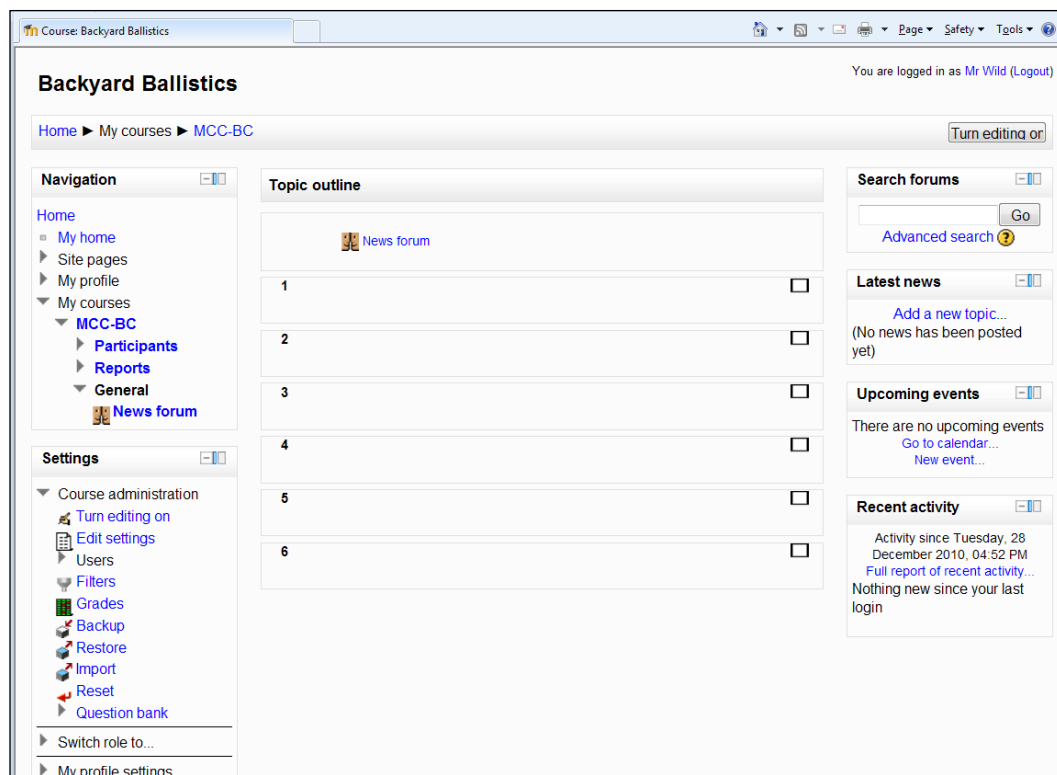 Course: Backyard Ballistics
Page
Safety
Tools
Backyard Ballistics
You are logged in as Mr Wild (Logout)
Home ► My courses ► MCC-BC
Turn editing on
Navigation
Home
My home
Site pages
My profile
My courses
MCC-BC
Participants
Reports
General
News forum
Settings
Course administration
Turn editing on
Edit settings
Users
Filters
Grades
Backup
Restore
Import
Reset
Question bank
Switch role to...
My profile settings
Topic outline
News forum
1
2
3
4
5
6
Search forums
Go
Advanced search ?
Latest news
Add a new topic...
(No news has been posted
yet)
Upcoming events
There are no upcoming events
Go to calendar...
New event...
Recent activity
Activity since Tuesday, 28
December 2010, 04:52 PM
Full report of recent activity...
Nothing new since your last
login